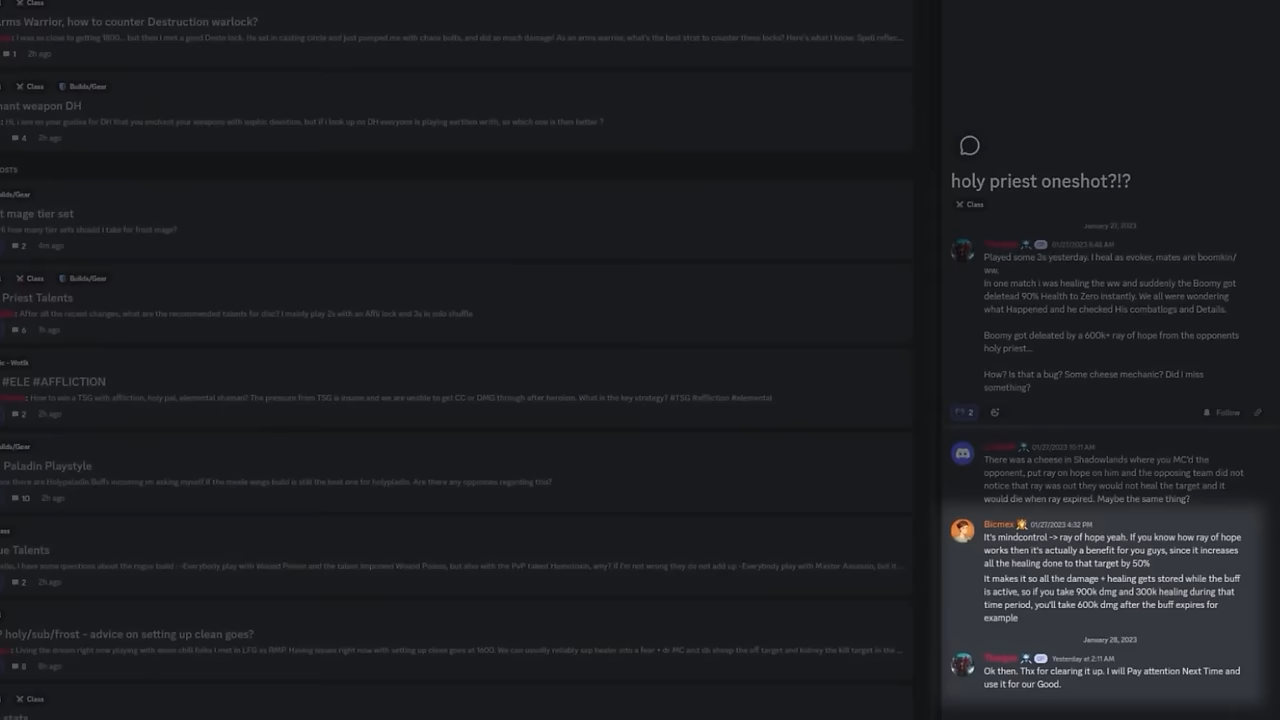 Class
rms Warrior, how to counter Destruction warlock?
I was so close to getting 1800... but then I met a good Desto lock. He sat in casting circle and just pumped me with chaos bolts, and did so much damage! As an arms warrior, what's the best strat to counter these locks? Here's what I know: Spell reflec...
1 2h ago
Class Builds/Gear
hant weapon DH
: Hi, i see on your guides for DH that you enchant your weapons with
devotion, but if i look up on DH everyone is playing
writ, so which one is then better ?
4 2h ago
OSTS
uilds/Gear
t mage tier set
how many tier sets should i take for frost mage?
2 4m ago
Class Builds/Gear
Priest Talents
: After all the recent changes, what are the recommended talents for disc? I mainly play 2s with an Affli lock and 3s in solo shuffle
6 1h ago
ic - Wotlk
#ELE #AFFLICTION
: How to win a TSG with affliction, holy pal, elemental shaman? The pressure from TSG is insane and we are unable to get CC or DMG through after heroism. What is the key strategy? #TSG #affliction #elemental
2 2h ago
uilds/Gear
Paladin Playstyle
there are Holypaladin Buffs incoming im asking myself if the meele wings build is still the best one for holypaladin. Are there any opposses regarding this?
10 2h ago
ass
ue Talents
I have some questions about the rogue build : -Everybody play with Wound Poison and the talent Improved Wound Poison, but also with the PvP talent
why? If i'm not wrong they do not add up -Everybody play with Master Assassin, but it...
2 2h ago
P holy/sub/frost - advice on setting up clean goes?
Living the dream right now playing with some chill folks I met in LFG as RMP. Having issues right now with setting up clean goes at 1600. We can usually reliably sap healer into a fear + dr MC and db sheep the off target and kidney the kill target in the ...
8 8h ago
Class
stats
holy priest oneshot?!?
Class
January 27, 2023
OP 01/27/2023 6:46 AM
Played some 3s yesterday. I heal as evoker, mates are boomkin/
ww.
In one match i was healing the ww and suddenly the Boomy got
deletead 90% Health to Zero instantly. We all were wondering
what Happened and he checked His combatlogs and Details.
Boomy got deleated by a 600k+ ray of hope from the opponents
holy priest...
How? Is that a bug? Some cheese mechanic? Did I miss
something?
2 Follow
01/27/2023 10:11 AM
There was a cheese in Shadowlands where you MC'd the
opponent, put ray on hope on him and the opposing team did not
notice that ray was out they would not heal the target and it
would die when ray expired. Maybe the same thing?
Bicmex 01/27/2023 4:32 PM
It's mindcontrol -> ray of hope yeah. If you know how ray of hope
works then it's actually a benefit for you guys, since it increases
all the healing done to that target by 50%
It makes it so all the damage + healing gets stored while the buff
is active, so if you take 900k dmg and 300k healing during that
time period, you'll take 600k dmg after the buff expires for
example
January 28, 2023
OP Yesterday at 2:11 AM
Ok then. Thx for clearing it up. I will Pay attention Next Time and
use it for our Good.